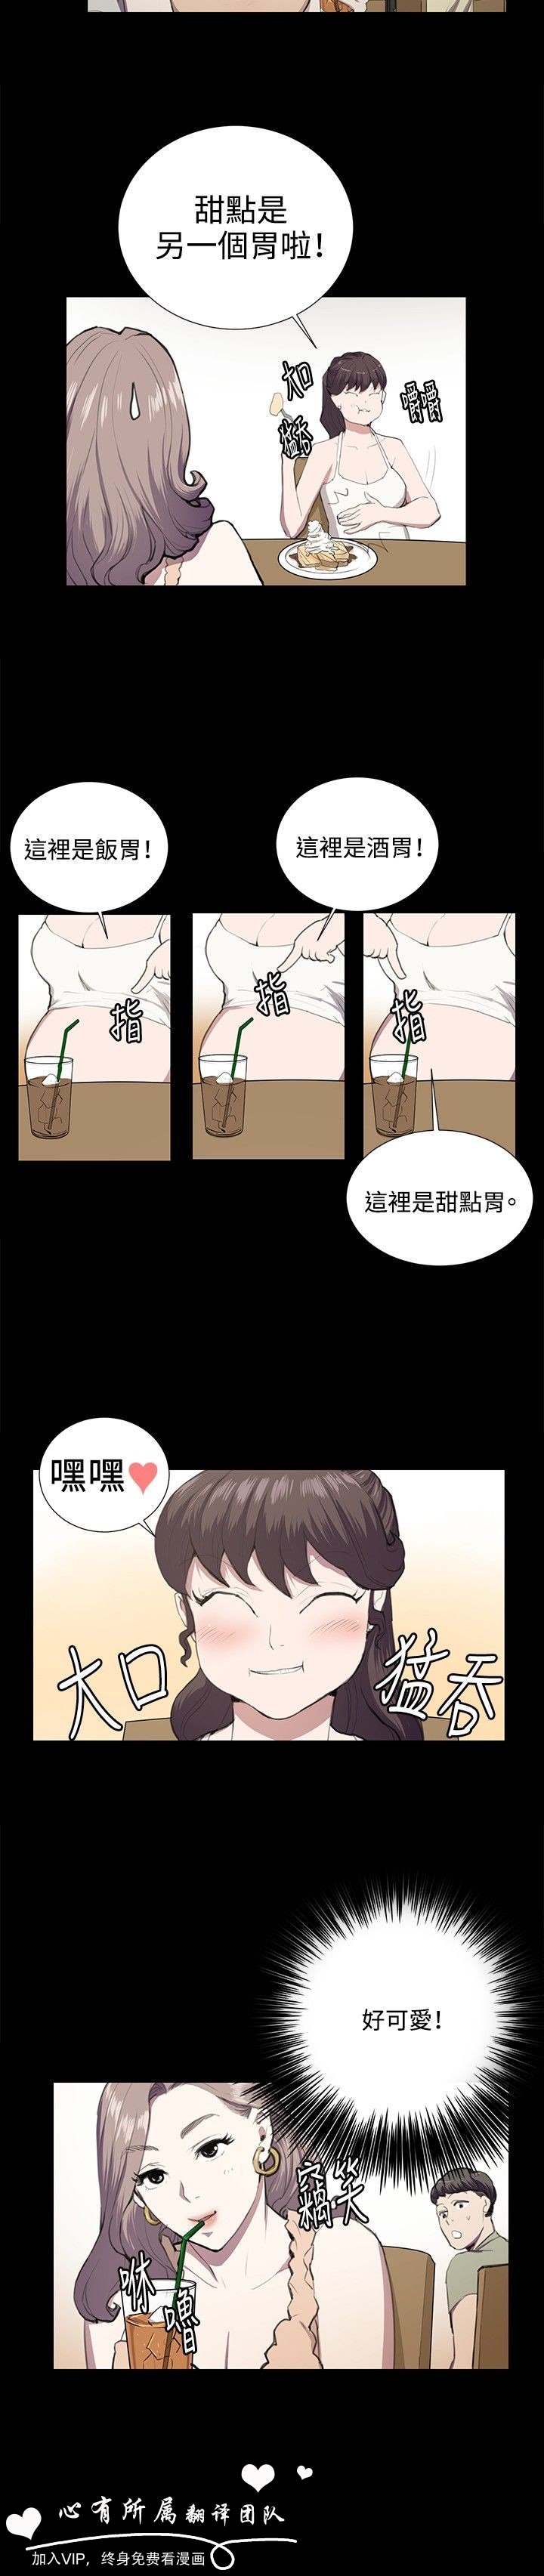 甜點是
另一個胃啦！
大口
嚼嚼
這裡是飯胃！
這裡是酒胃！
指
指
指
這裡是甜點胃。
嘿嘿♥
大口
猛吞
好可愛！
竊笑
咻
嚕
心有所属翻译团队
加入VIP，终身免费看漫画